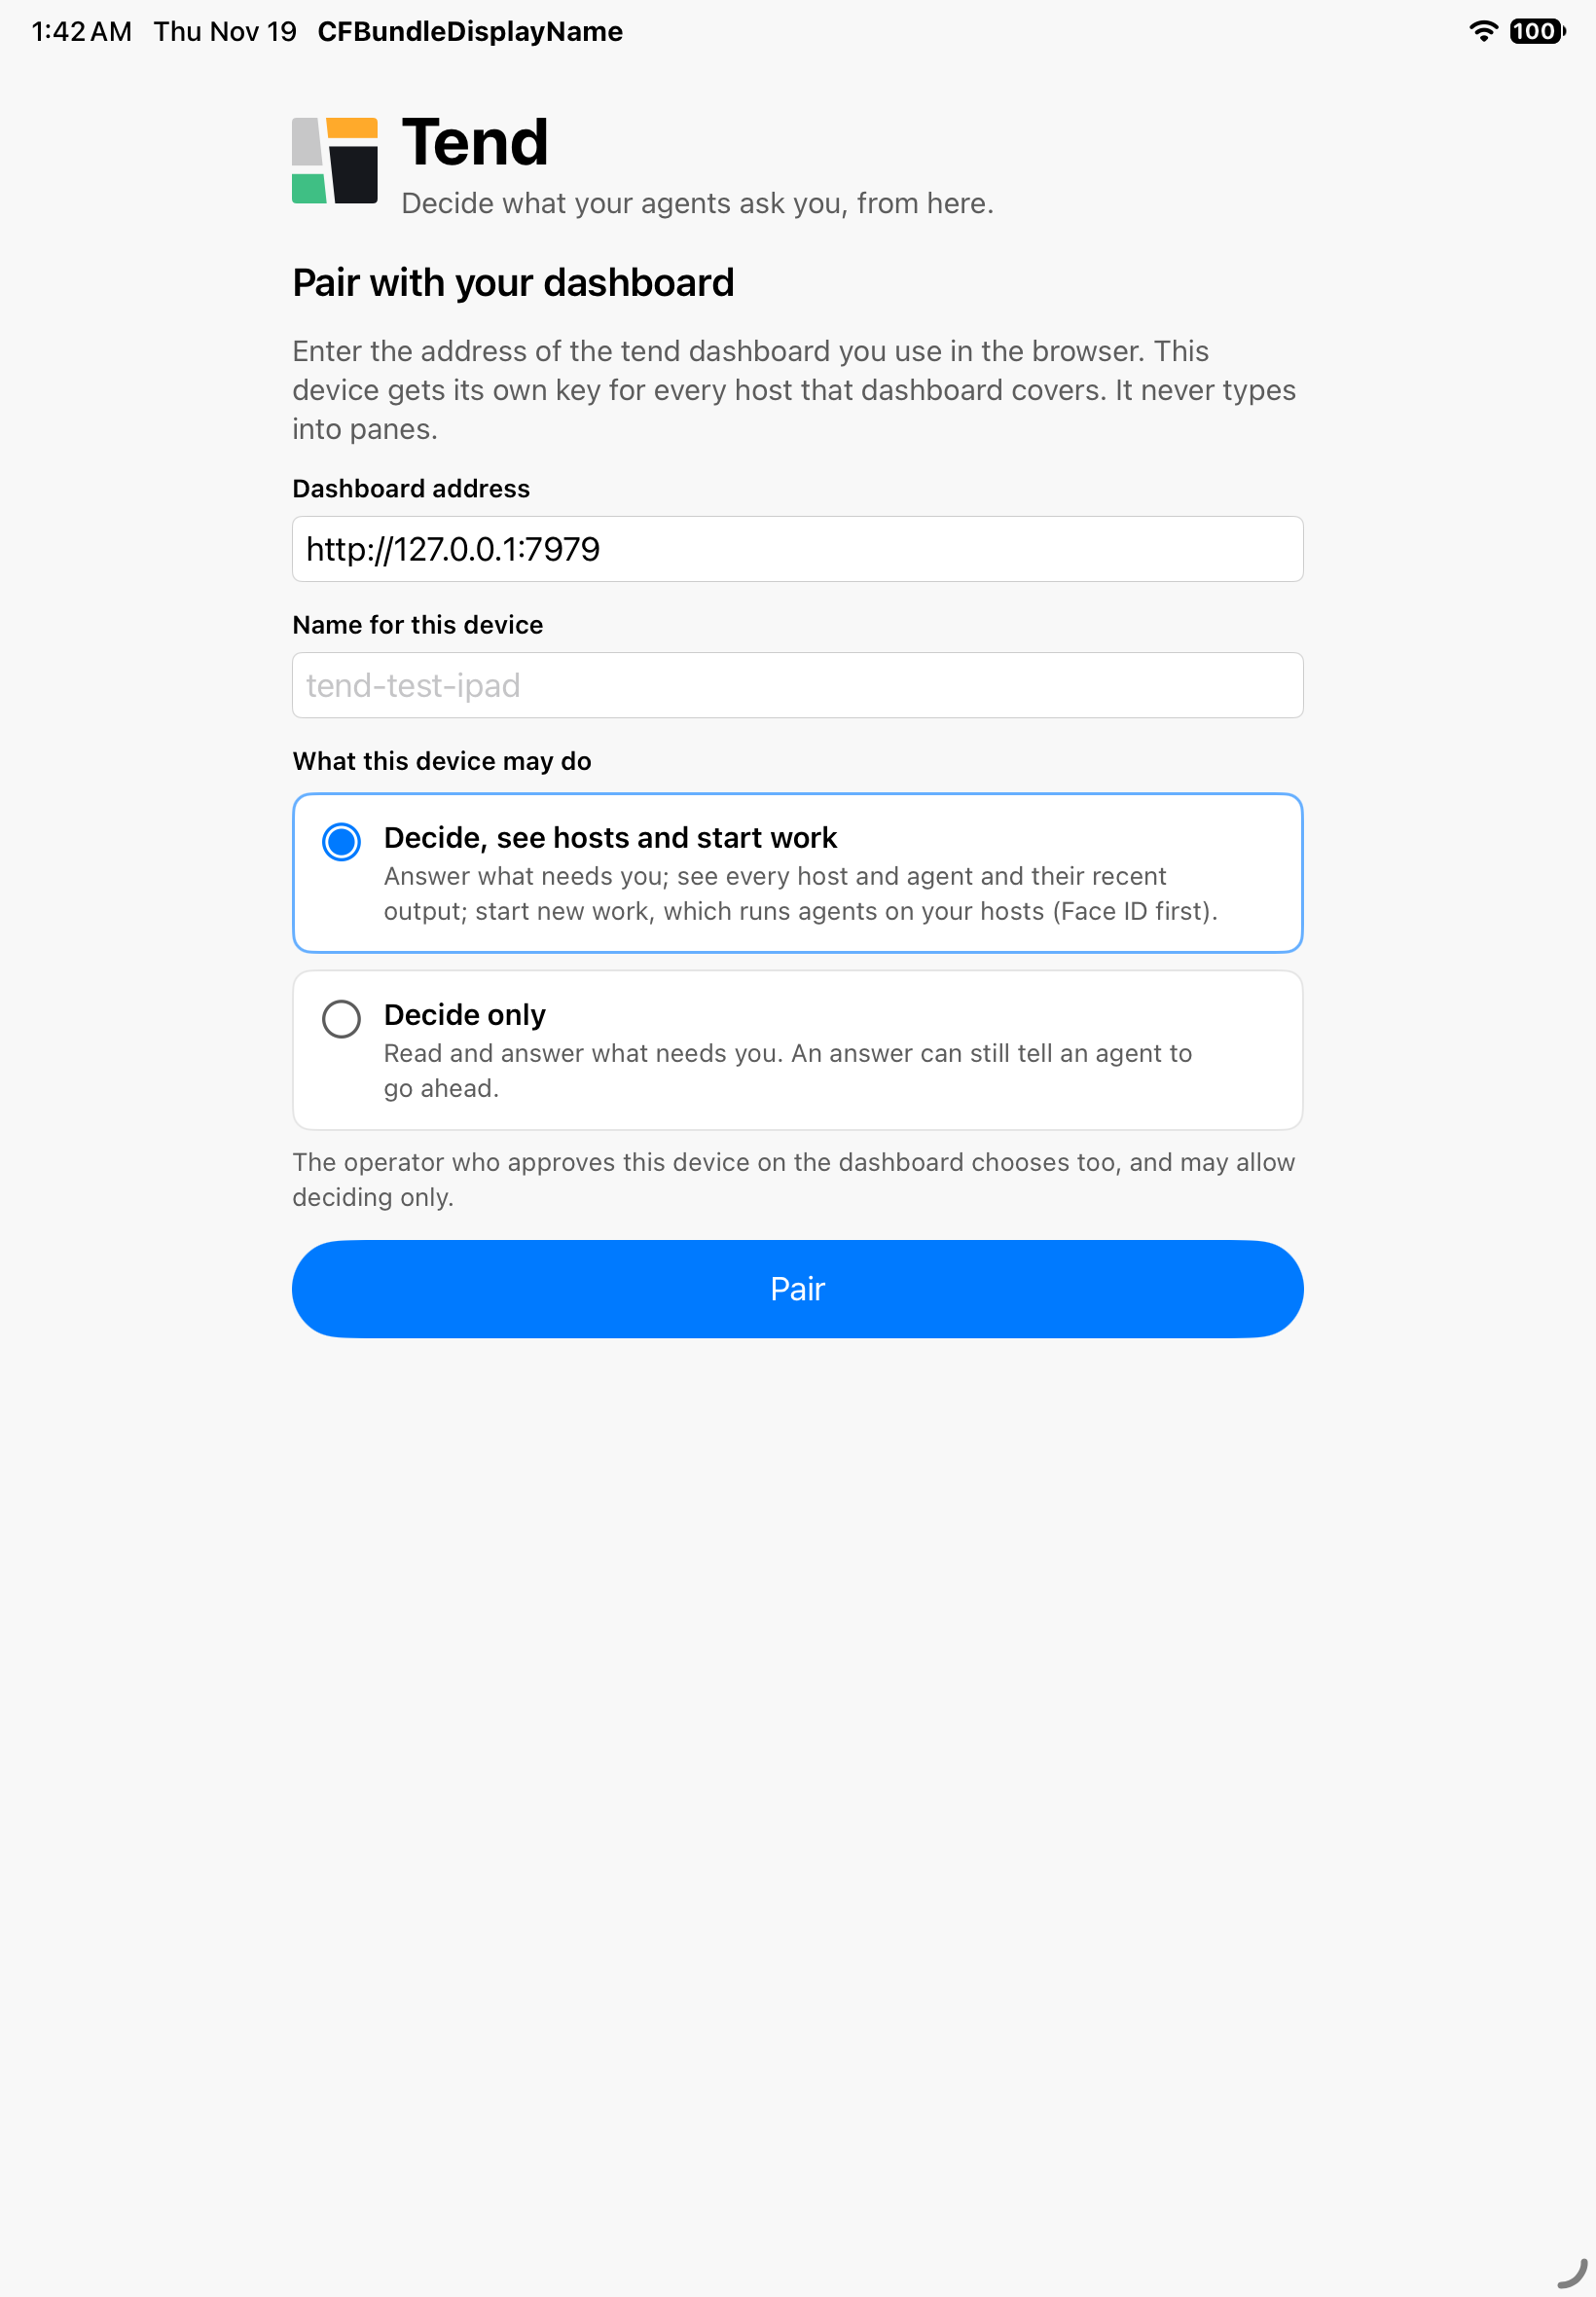 1:42 AM Thu Nov 19 CFBundleDisplayName
100
Tend
Decide what your agents ask you, from here.
Pair with your dashboard
Enter the address of the tend dashboard you use in the browser. This
device gets its own key for every host that dashboard covers. It never types
into panes.
Dashboard address
http://127.0.0.1:7979
Name for this device
tend-test-ipad
What this device may do
Decide, see hosts and start work
Answer what needs you; see every host and agent and their recent
output; start new work, which runs agents on your hosts (Face ID first).
Decide only
Read and answer what needs you. An answer can still tell an agent to
go ahead.
The operator who approves this device on the dashboard chooses too, and may allow
deciding only.
Pair